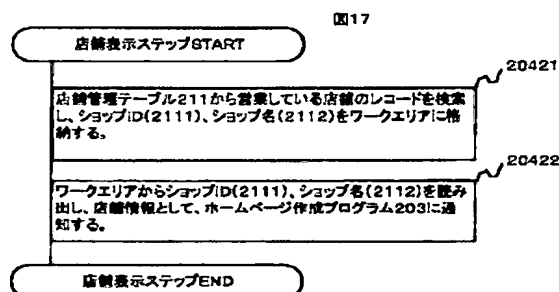 図17
店舗表示ステップSTART
20421
店舗管理テーブル211から営業している店舗のレコードを検索
し、ショップID(2111)、ショップ名(2112)をワークエリアに格
納する。
20422
ワークエリアからショップID(2111)、ショップ名(2112)を読み
出し、店舗情報として、ホームページ作成プログラム203に通
知する。
店舗表示ステップEND